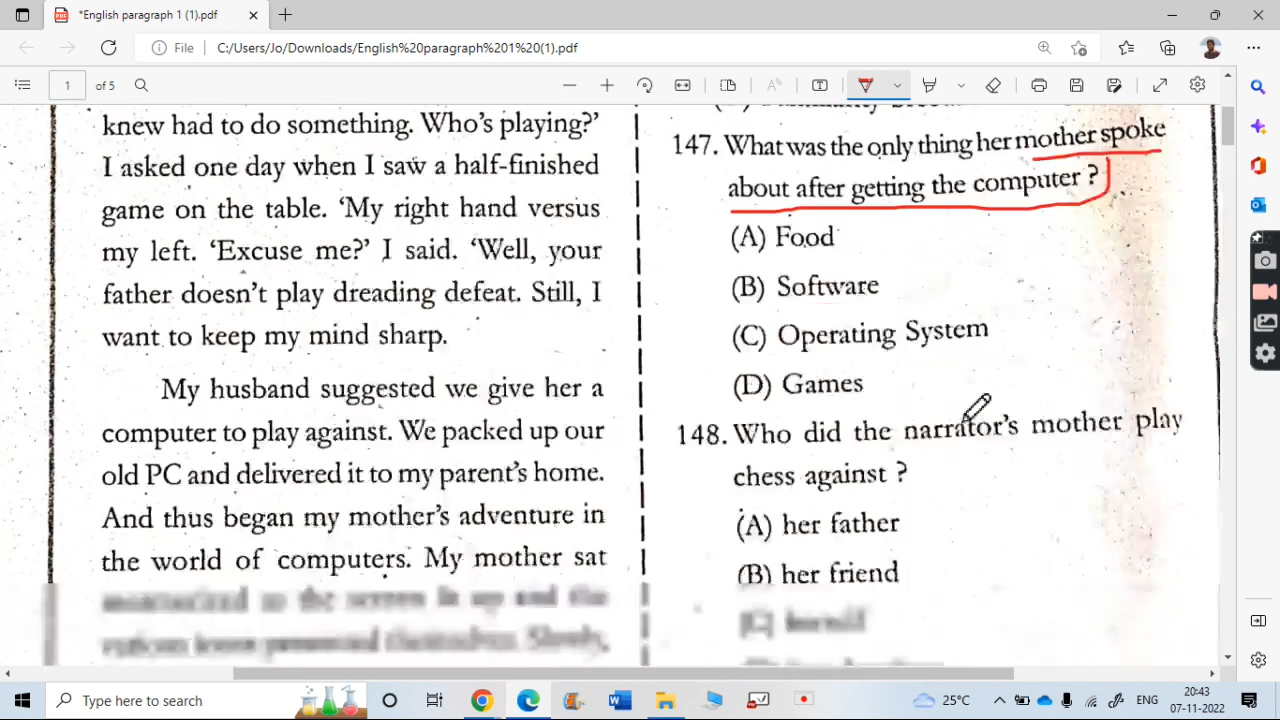 *English paragraph 1 (1).pdf
File
C:/Users/Jo/Downloads/English%20paragraph%201%20(1).pdf
1 of 5
knew had to do something. Who's playing?'
I asked one day when I saw a half-finished
game on the table. 'My right hand versus
my left. 'Excuse me?' I said. 'Well, your
father doesn't play dreading defeat. Still, I
want to keep my mind sharp.
My husband suggested we give her a
computer to play against. We packed up our
old PC and delivered it to my parent's home.
And thus began my mother's adventure in
the world of computers. My mother sat
147. What was the only thing her mother spoke
about after getting the computer ?
(A) Food
(B) Software
(C) Operating System
(D) Games
148. Who did the narrator's mother play
chess against ?
(A) her father
(B) her friend
(C) herself
Type here to search
25°C
ENG
20:43
07-11-2022